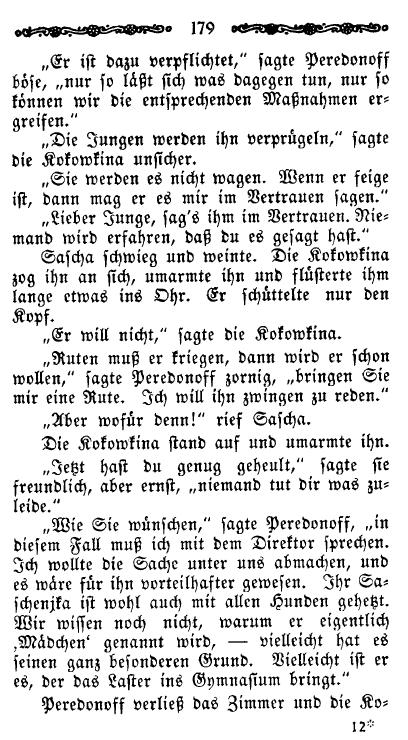 179
„Er ist dazu verpflichtet,“ sagte Peredonoff
böse, „nur so läßt sich was dagegen tun, nur so
können wir die entsprechenden Maßnahmen er-
greifen.“
„Die Jungen werden ihn verprügeln,“ sagte
die Kokowkina unsicher.
„Sie werden es nicht wagen. Wenn er feige
ist, dann mag er es mir im Vertrauen sagen.“
„Lieber Junge, sag's ihm im Vertrauen. Nie-
mand wird erfahren, daß du es gesagt hast.“
Sascha schwieg und weinte. Die Kokowkina
zog ihn an sich, umarmte ihn und flüsterte ihm
lange etwas ins Ohr. Er schüttelte nur den
Kopf.
„Er will nicht,“ sagte die Kokowkina.
„Ruten muß er kriegen, dann wird er schon
wollen,“ sagte Peredonoff zornig, „bringen Sie
mir eine Rute. Ich will ihn zwingen zu reden.“
„Aber wofür denn!“ rief Sascha.
Die Kokowkina stand auf und umarmte ihn.
„Jetzt hast du genug geheult,“ sagte sie
freundlich, aber ernst, „niemand tut dir was zu-
leide.“
„Wie Sie wünschen,“ sagte Peredonoff, „in
diesem Fall muß ich mit dem Direktor sprechen.
Ich wollte die Sache unter uns abmachen, und
es wäre für ihn vorteilhafter gewesen. Ihr Sa-
schenjka ist wohl auch mit allen Hunden gehetzt.
Wir wissen noch nicht, warum er eigentlich
‚Mädchen‘ genannt wird, — vielleicht hat es
seinen ganz besonderen Grund. Vielleicht ist er
es, der das Laster ins Gymnasium bringt.“
Peredonoff verließ das Zimmer und die Ko-
12*